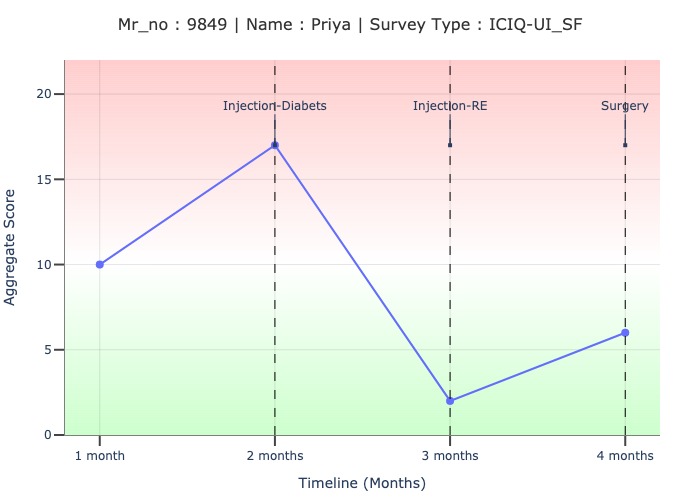 Mr_no : 9849 | Name : Priya | Survey Type : ICIQ-UI_SF
Aggregate Score
20
15
10
5
0
Injection-Diabets
Injection-RE
Surgery
1 month
2 months
3 months
4 months
Timeline (Months)